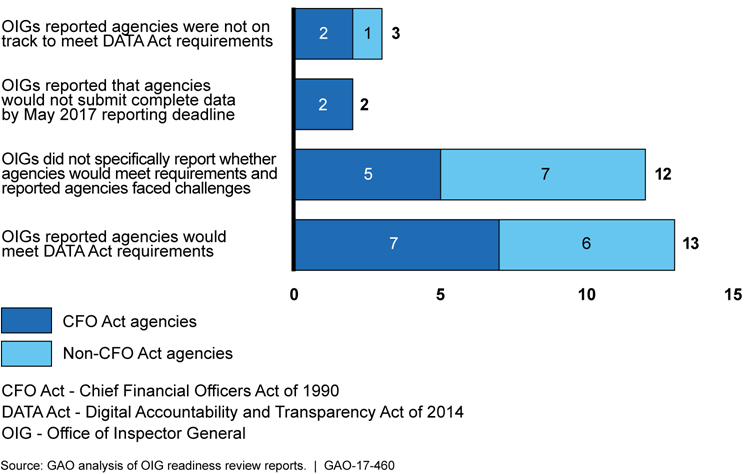 OIGs reported agencies were not on
track to meet DATA Act requirements
2 1 3
OIGs reported that agencies
would not submit complete data
by May 2017 reporting deadline
2 2
OIGs did not specifically report whether
agencies would meet requirements and
reported agencies faced challenges
5 7 12
OIGs reported agencies would
meet DATA Act requirements
7 6 13
0 5 10 15
CFO Act agencies
Non-CFO Act agencies
CFO Act - Chief Financial Officers Act of 1990
DATA Act - Digital Accountability and Transparency Act of 2014
OIG - Office of Inspector General
Source: GAO analysis of OIG readiness review reports. | GAO-17-460